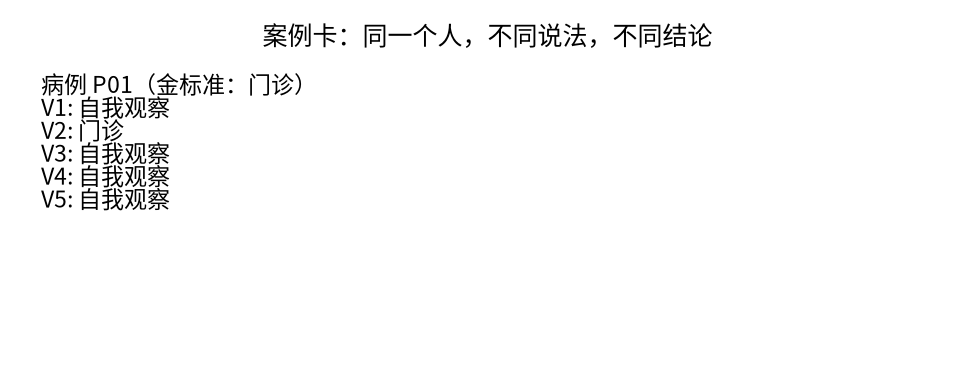 案例卡：同一个人，不同说法，不同结论
病例 P01（金标准：门诊）
V1: 自我观察
V2: 门诊
V3: 自我观察
V4: 自我观察
V5: 自我观察